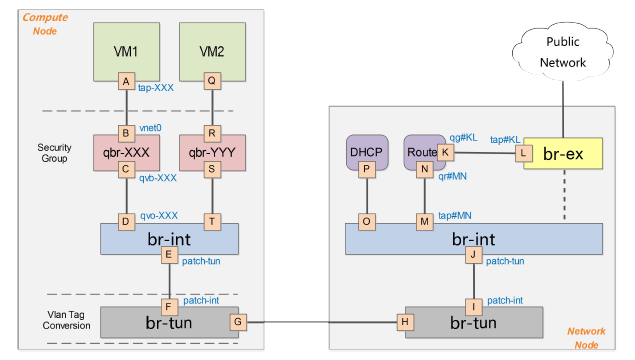 Compute
Node
VM1
VM2
A
Q
tap-XXX
Public
Network
B
vnet0
R
Security
Group
qbr-XXX
qbr-YYY
C
qvb-XXX
S
DHCP
Route
K
qg#KL
tap#KL
L
br-ex
P
N
qr#MN
D
qvo-XXX
T
O
M
tap#MN
br-int
br-int
E
patch-tun
J
patch-tun
F
patch-int
I
patch-int
Vlan Tag
Conversion
br-tun
G
H
br-tun
Network
Node